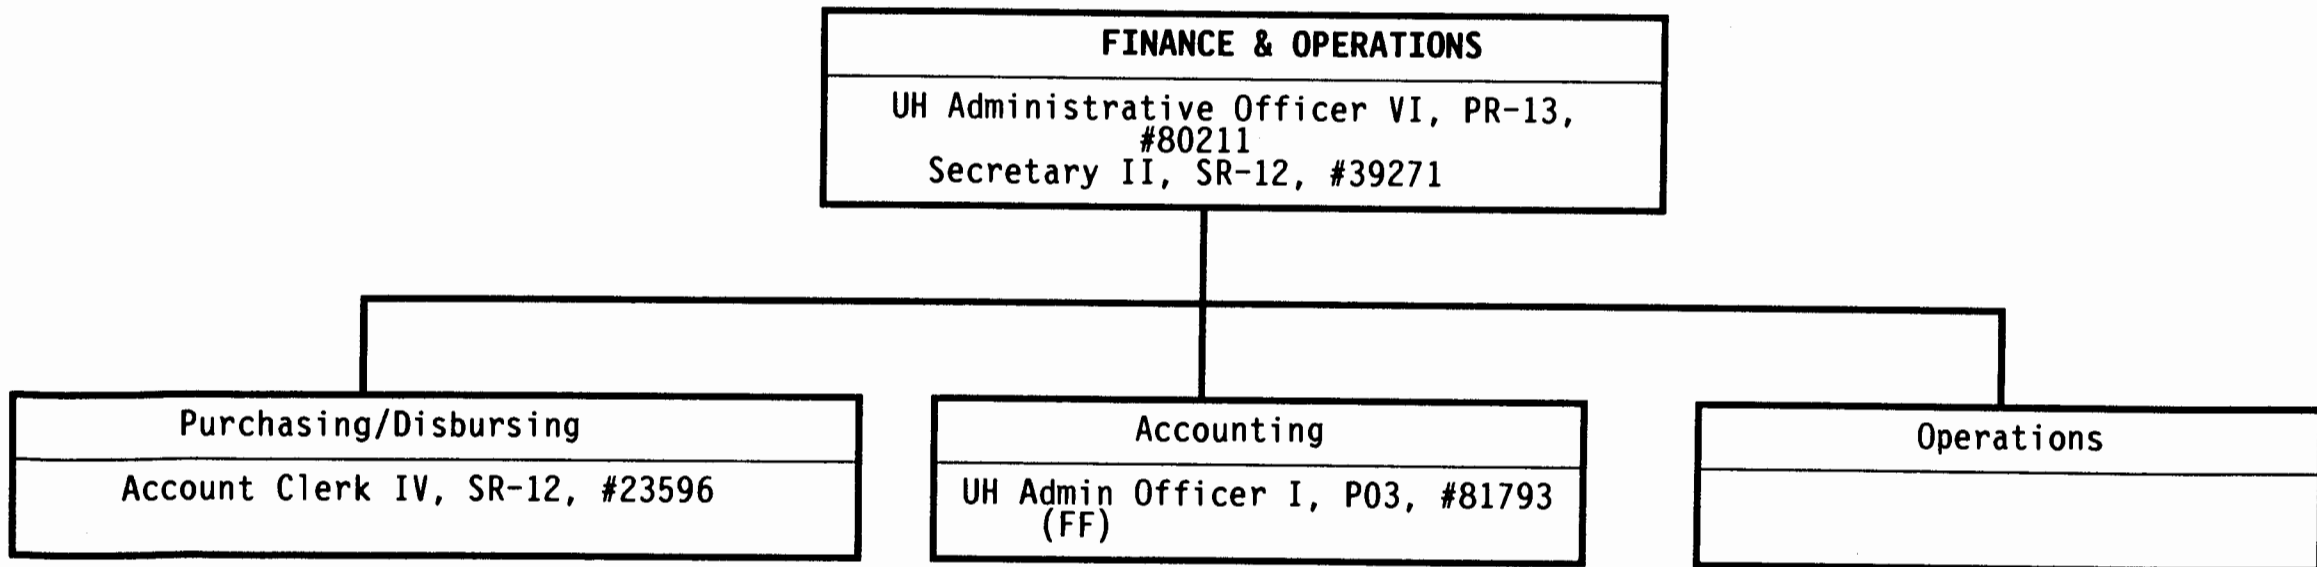 FINANCE & OPERATIONS
UH Administrative Officer VI, PR-13,
#80211
Secretary II, SR-12, #39271
Purchasing/Disbursing
Account Clerk IV, SR-12, #23596
Accounting
UH Admin Officer I, P03, #81793
(FF)
Operations